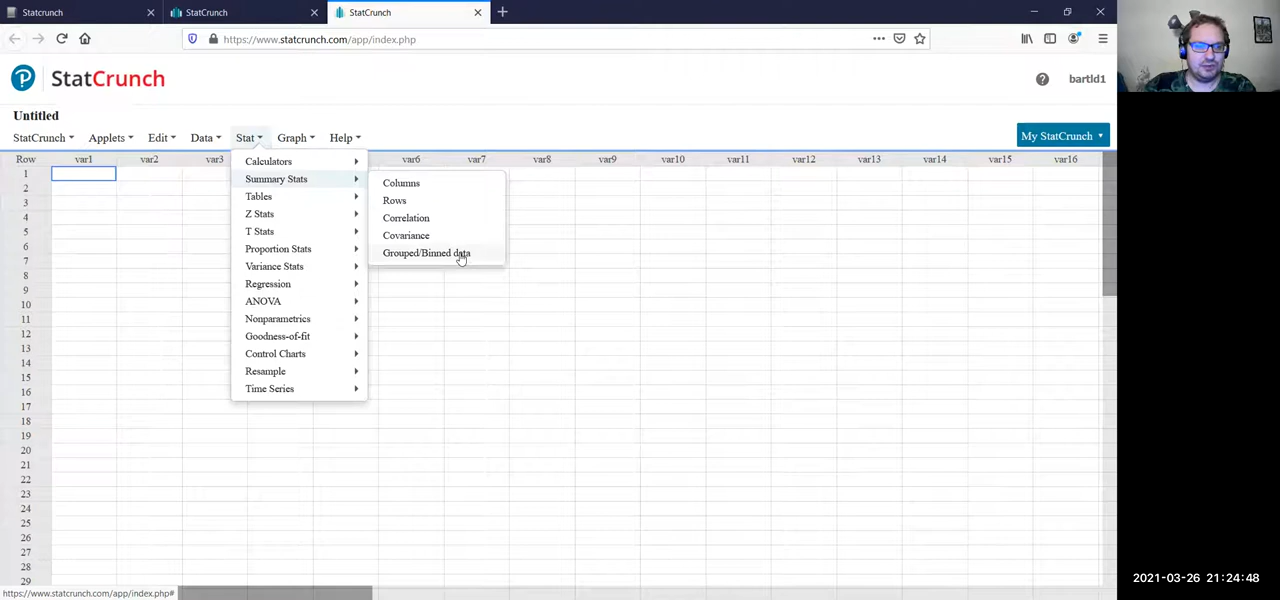 Statcrunch
StatCrunch
StatCrunch
https://www.statcrunch.com/app/index.php
P StatCrunch
bartld1
Untitled
StatCrunch Applets Edit Data Stat Graph Help
My StatCrunch
Row var1 var2 var3 var6 var7 var8 var9 var10 var11 var12 var13 var14 var15 var16
Calculators
Summary Stats
Tables
Z Stats
T Stats
Proportion Stats
Variance Stats
Regression
ANOVA
Nonparametrics
Goodness-of-fit
Control Charts
Resample
Time Series
Columns
Rows
Correlation
Covariance
Grouped/Binned data
1
2
3
4
5
6
7
8
9
10
11
12
13
14
15
16
17
18
19
20
21
22
23
24
25
26
27
28
29
https://www.statcrunch.com/app/index.php#
2021-03-26 21:24:48